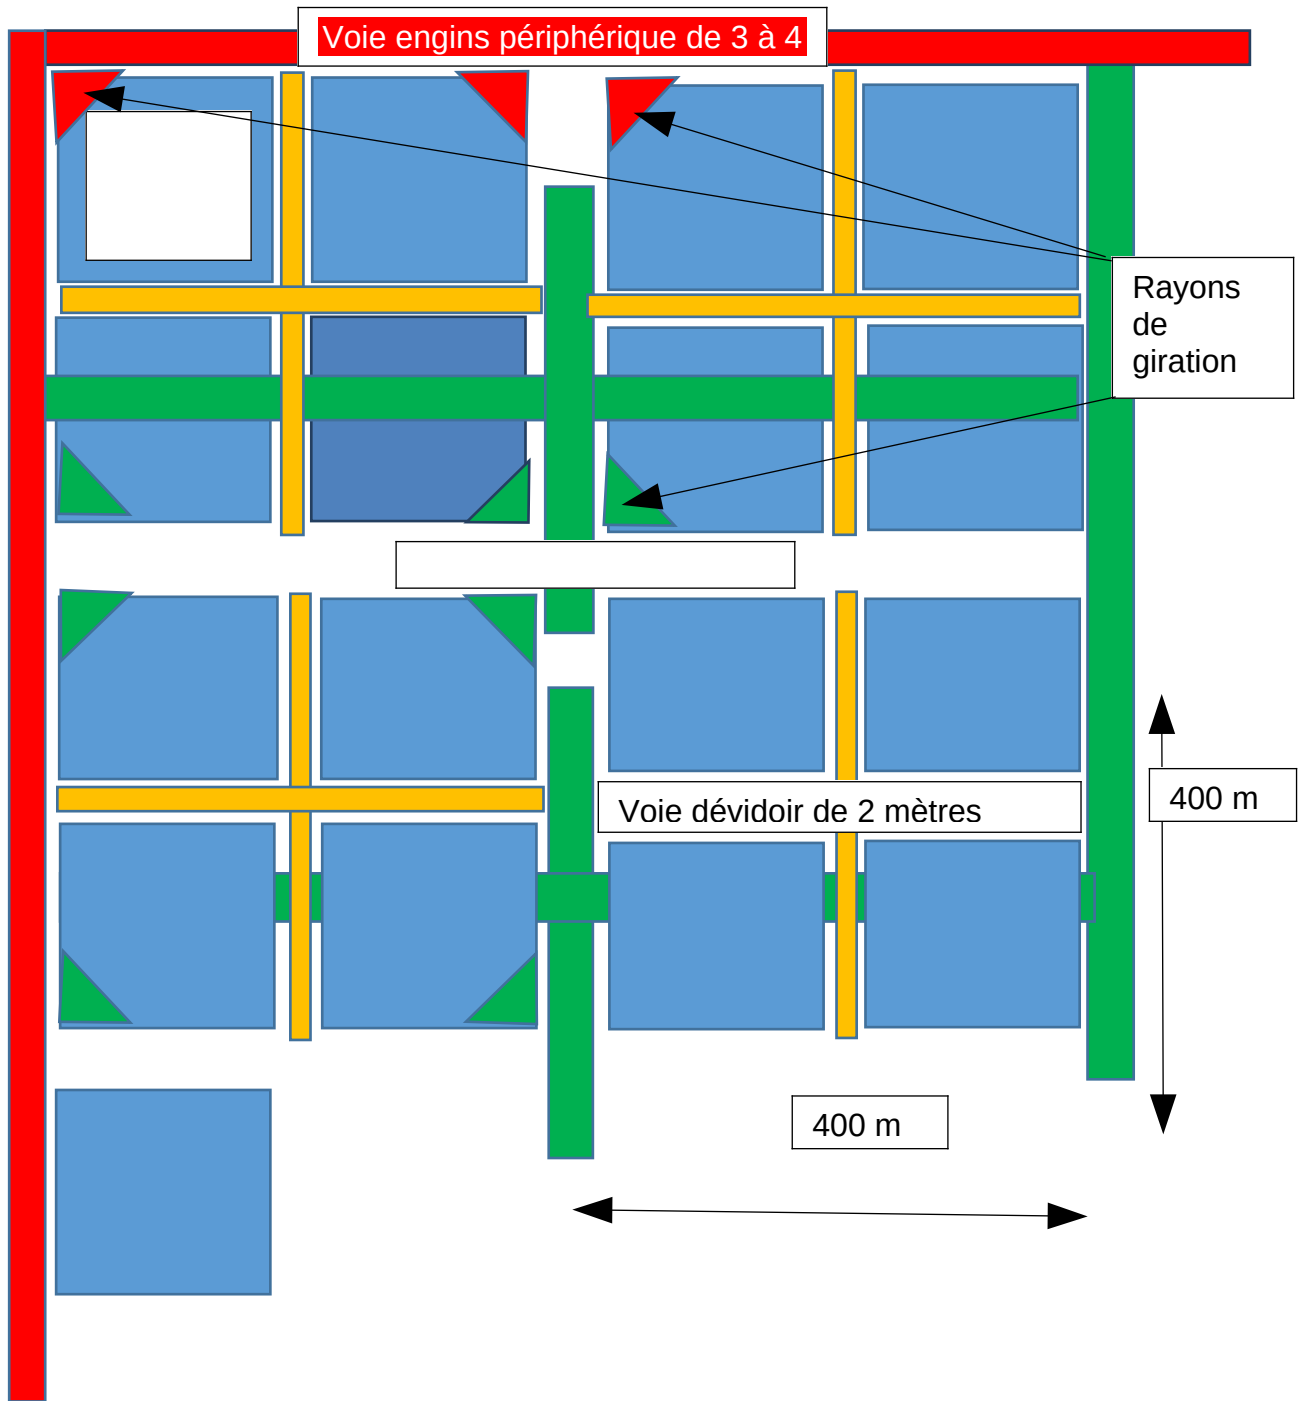 Voie engins périphérique de 3 à 4
Rayons
de
giration
Voie dévidoir de 2 mètres
400 m
400 m